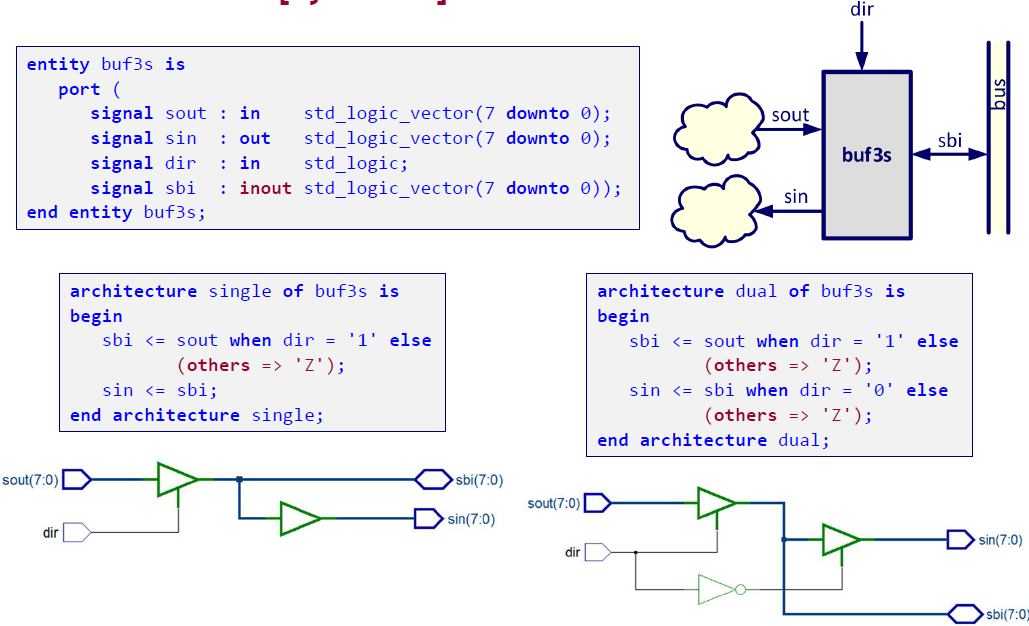 entity buf3s is
port (
signal sout : in std_logic_vector(7 downto 0);
signal sin : out std_logic_vector(7 downto 0);
signal dir : in std_logic;
signal sbi : inout std_logic_vector(7 downto 0));
end entity buf3s;
dir
sout
buf3s
sbi
bus
sin
architecture single of buf3s is
begin
sbi <= sout when dir = '1' else
(others => 'Z');
sin <= sbi;
end architecture single;
architecture dual of buf3s is
begin
sbi <= sout when dir = '1' else
(others => 'Z');
sin <= sbi when dir = '0' else
(others => 'Z');
end architecture dual;
sout(7:0)
sbi(7:0)
dir
sin(7:0)
sout(7:0)
dir
sin(7:0)
sbi(7:0)